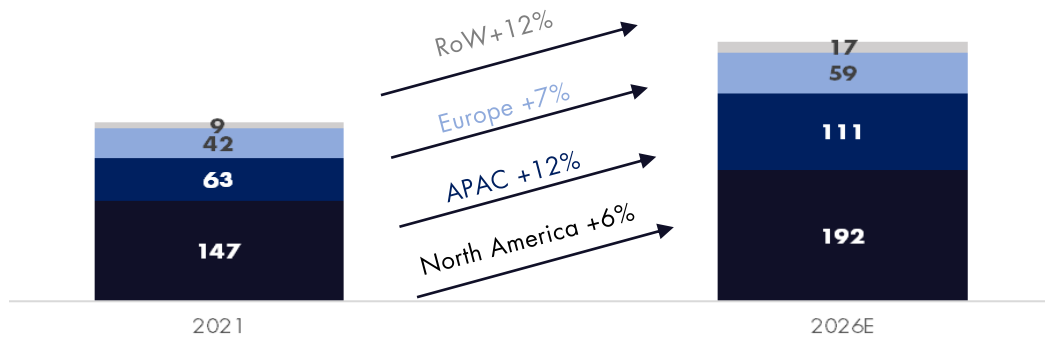 RoW+12%
Europe +7%
APAC +12%
North America +6%
9
42
63
147
17
59
111
192
2021
2026E